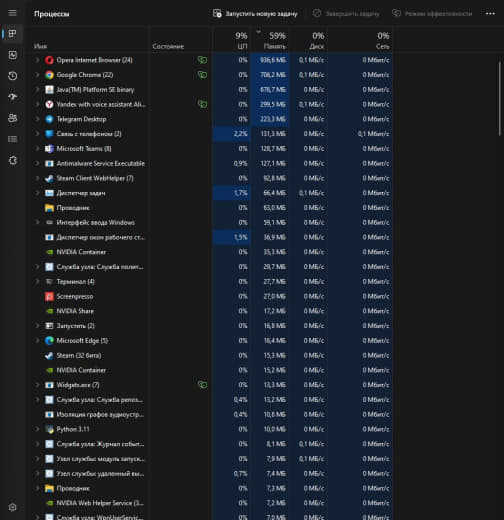 Процессы Запустить новую задачу Завершить задачу Режим эффективности
9% 59% 0% 0%
Имя Состояние ЦП Память Диск Сеть
Opera Internet Browser (24) 0% 936,6 МБ 0,1 МБ/с 0 Мбит/с
Google Chrome (22) 0% 706,2 МБ 0,1 МБ/с 0 Мбит/с
Java(TM) Platform SE binary 0% 676,7 МБ 0 МБ/с 0 Мбит/с
Yandex with voice assistant Ali... 0% 299,5 МБ 0,1 МБ/с 0 Мбит/с
Telegram Desktop 0% 223,3 МБ 0 МБ/с 0 Мбит/с
Связь с телефоном (2) 2,2% 131,3 МБ 0 МБ/с 0,1 Мбит/с
Microsoft Teams (8) 0% 128,7 МБ 0 МБ/с 0 Мбит/с
Antimalware Service Executable 0,9% 127,1 МБ 0 МБ/с 0 Мбит/с
Steam Client WebHelper (7) 0% 92,8 МБ 0 МБ/с 0 Мбит/с
Диспетчер задач 1,7% 66,4 МБ 0,1 МБ/с 0 Мбит/с
Проводник 0% 63,0 МБ 0 МБ/с 0 Мбит/с
Интерфейс ввода Windows 0% 59,1 МБ 0 МБ/с 0 Мбит/с
Диспетчер окон рабочего ст... 1,5% 36,9 МБ 0 МБ/с 0 Мбит/с
NVIDIA Container 0% 33,3 МБ 0 МБ/с 0 Мбит/с
Служба узла: Служба полит... 0% 29,7 МБ 0 МБ/с 0 Мбит/с
Терминал (4) 0% 27,7 МБ 0 МБ/с 0 Мбит/с
Screenpresso 0% 27,0 МБ 0 МБ/с 0 Мбит/с
NVIDIA Share 0% 17,2 МБ 0 МБ/с 0 Мбит/с
Запустить (2) 0% 16,8 МБ 0 МБ/с 0 Мбит/с
Microsoft Edge (5) 0% 16,4 МБ 0 МБ/с 0 Мбит/с
Steam (32 бита) 0% 15,3 МБ 0 МБ/с 0 Мбит/с
NVIDIA Container 0% 15,2 МБ 0 МБ/с 0 Мбит/с
Widgets.exe (7) 0% 13,3 МБ 0 МБ/с 0 Мбит/с
Служба узла: Служба репоз... 0,4% 13,2 МБ 0 МБ/с 0 Мбит/с
Изоляция графов аудиоустр... 0,4% 10,8 МБ 0 МБ/с 0 Мбит/с
Python 3.11 0% 10,0 МБ 0 МБ/с 0 Мбит/с
Служба узла: Журнал событ... 0% 8,1 МБ 0,1 МБ/с 0 Мбит/с
Узел службы: модуль запуск... 0% 7,9 МБ 0,1 МБ/с 0 Мбит/с
Узел службы: удаленный вы... 0,7% 7,4 МБ 0 МБ/с 0 Мбит/с
Проводник 0% 7,3 МБ 0 МБ/с 0 Мбит/с
NVIDIA Web Helper Service (3... 0% 7,2 МБ 0 МБ/с 0 Мбит/с
Служба узла: WpnUserServic... 0% 7,0 МБ 0 МБ/с 0 Мбит/с